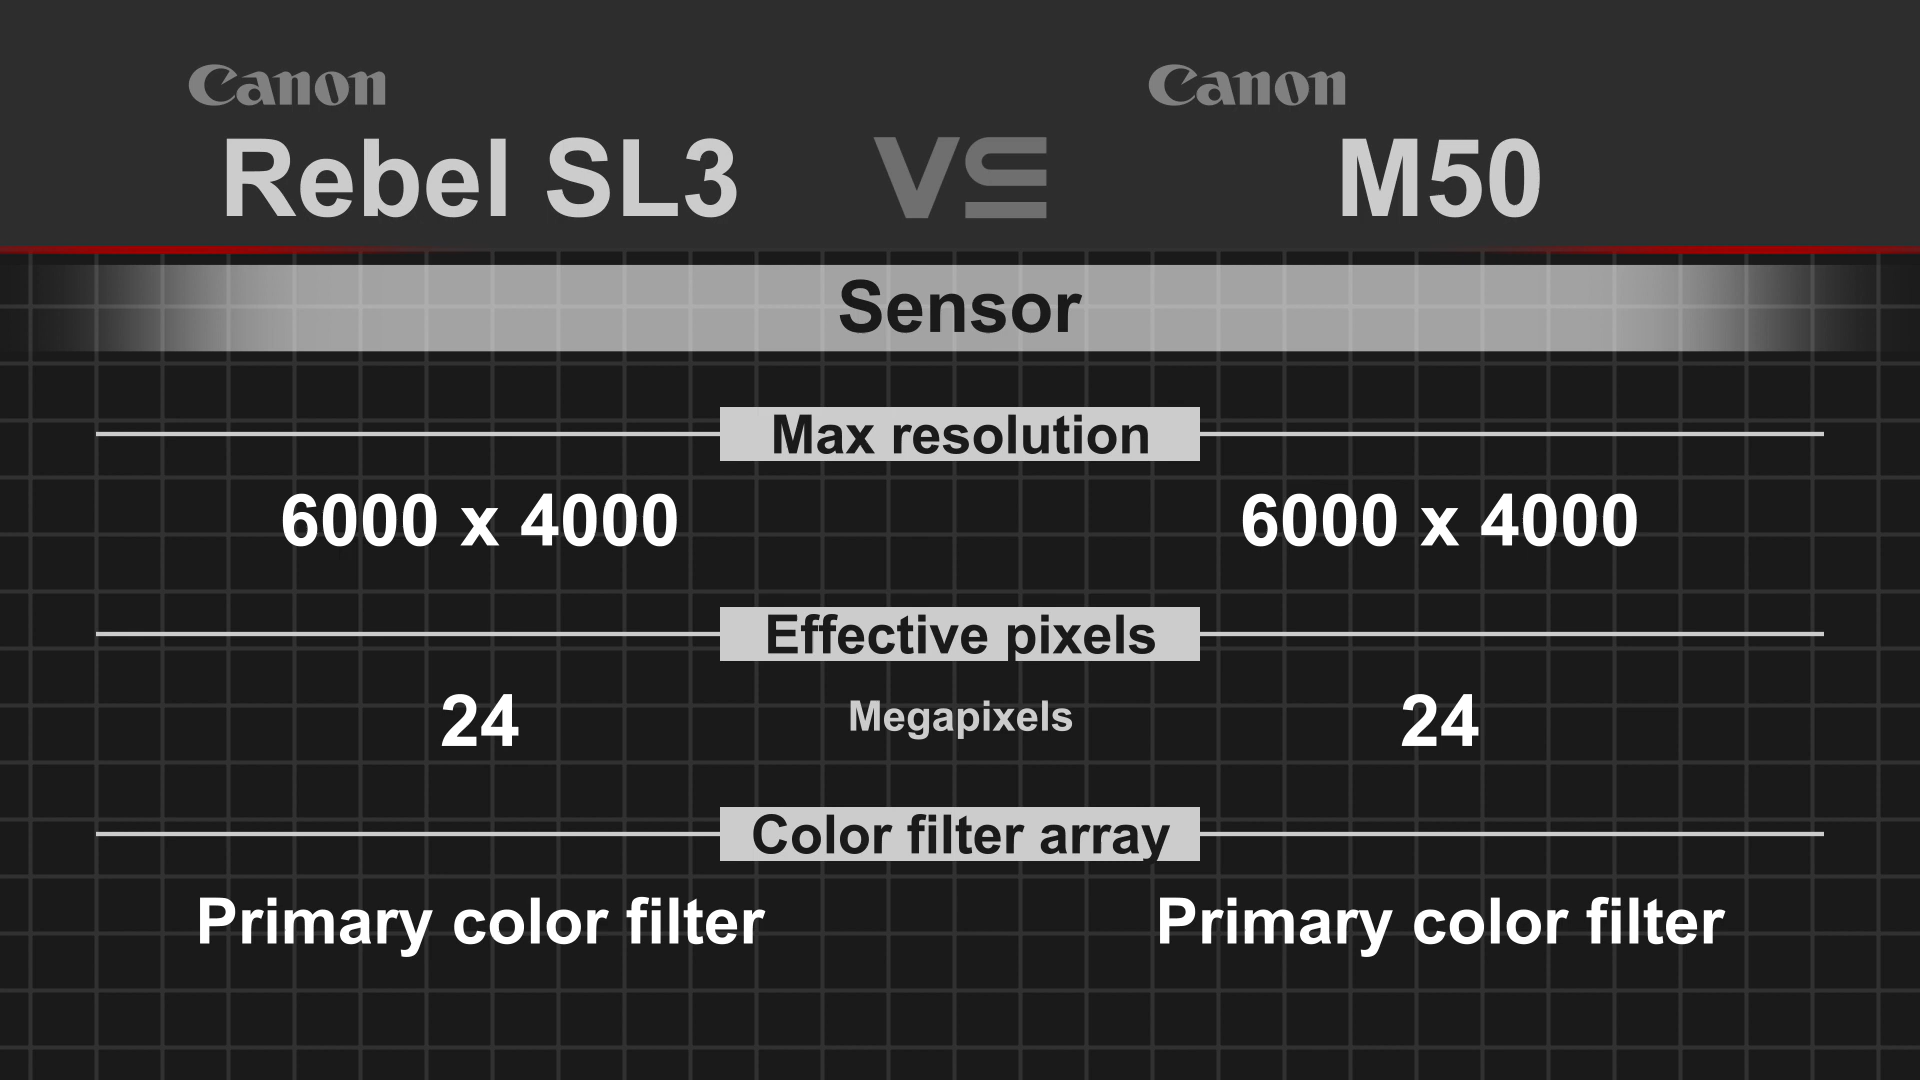 Canon Canon
Rebel SL3 VS M50
Sensor
Max resolution
6000 x 4000 6000 x 4000
Effective pixels
24 Megapixels 24
Color filter array
Primary color filter Primary color filter